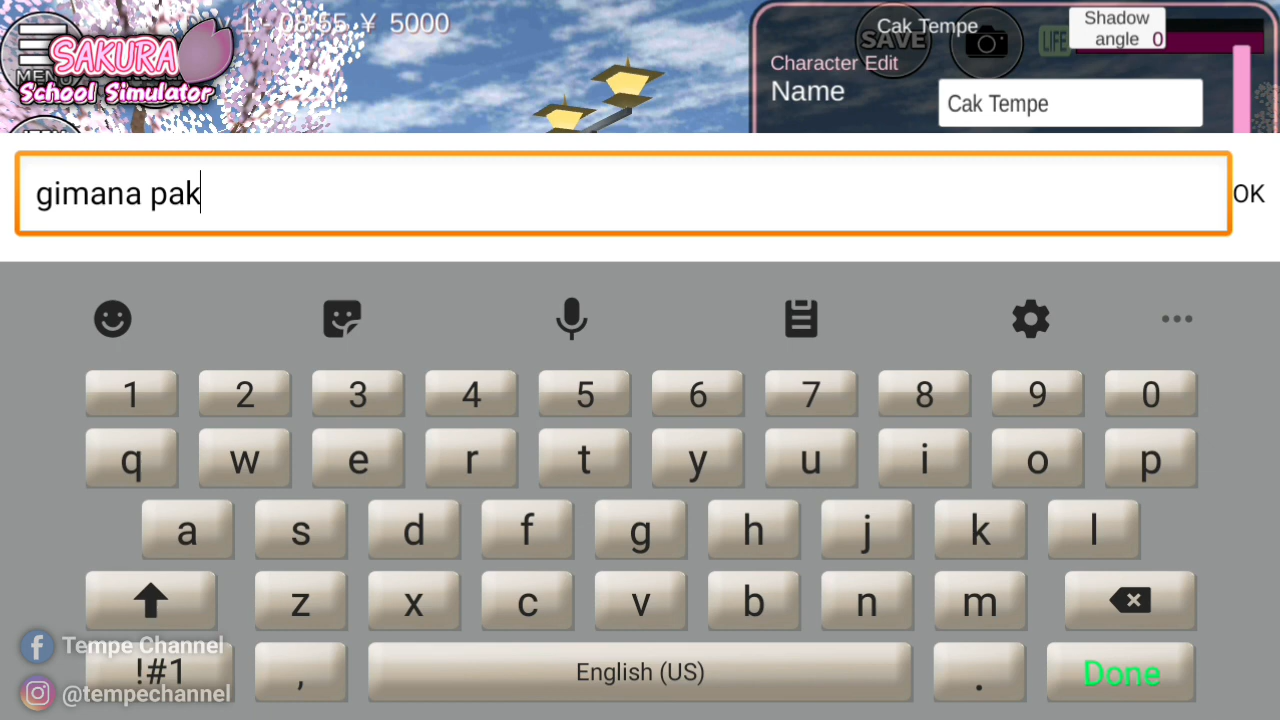 1 08:55 ¥ 5000
MENU
SAKURA
School Simulator
Cak Tempe
SAVE
LIFE
Shadow
angle 0
Character Edit
Name
Cak Tempe
gimana pak
OK
1 2 3 4 5 6 7 8 9 0
q w e r t y u i o p
a s d f g h j k l
z x c v b n m
!#1 , English (US) . Done
Tempe Channel
@tempechannel